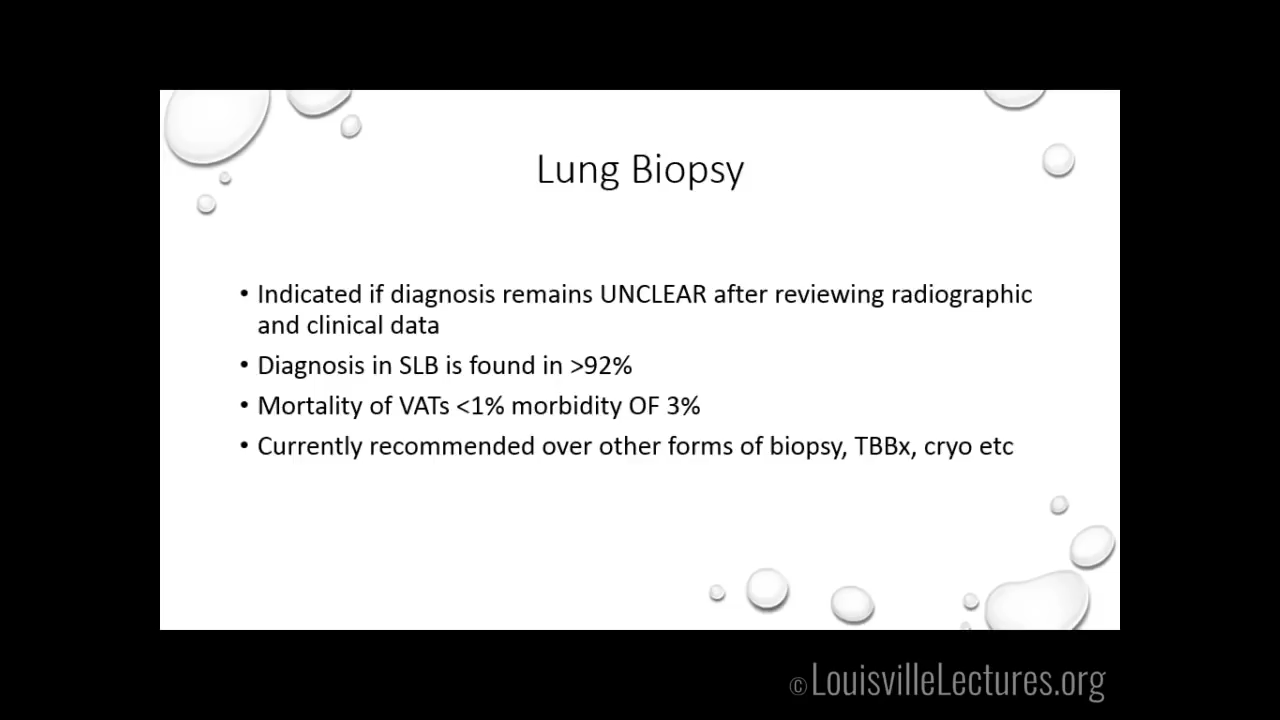 Lung Biopsy
• Indicated if diagnosis remains UNCLEAR after reviewing radiographic
and clinical data
• Diagnosis in SLB is found in >92%
• Mortality of VATs <1% morbidity OF 3%
• Currently recommended over other forms of biopsy, TBBx, cryo etc
© LouisvilleLectures.org